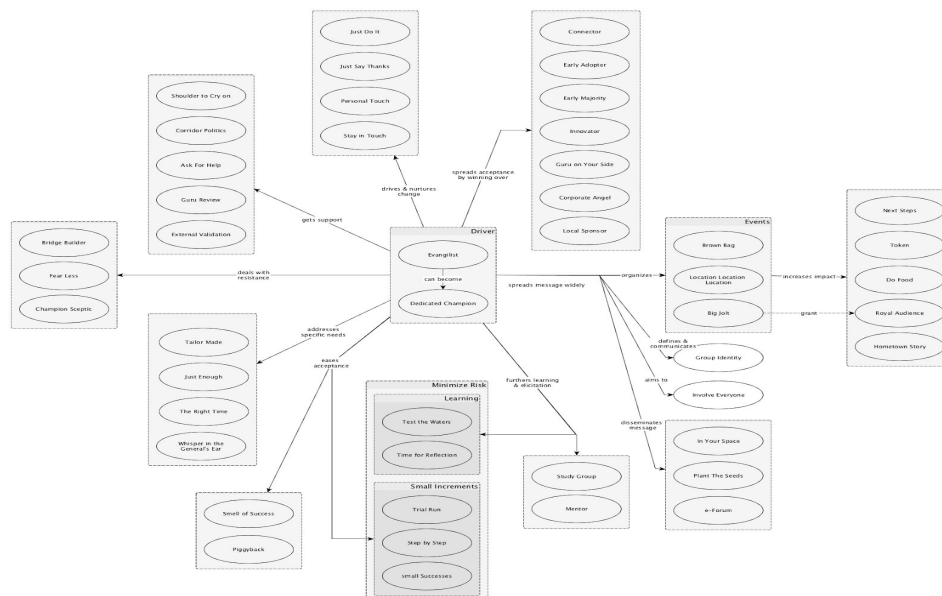 Just Do It
Just Say Thanks
Personal Touch
Stay in Touch
Connector
Early Adopter
Early Majority
Innovator
Guru on Your Side
Corporate Angel
Local Sponsor
Shoulder to Cry on
Corridor Politics
Ask For Help
Guru Review
External Validation
drives & nurtures
change
spreads acceptance
by winning over
gets support
Bridge Builder
Fear Less
Champion Sceptic
deals with
resistance
Driver
Evangilist
can become
Dedicated Champion
spreads message widely
organizes
Events
Brown Bag
Location Location
Location
Big Jolt
increases impact
grant
Next Steps
Token
Do Food
Royal Audience
Hometown Story
defines &
communicates
Group Identity
aims to
Involve Everyone
disseminates
message
In Your Space
Plant The Seeds
e-Forum
addresses
specific needs
Tailor Made
Just Enough
The Right Time
Whisper in the
General's Ear
eases
acceptance
Smell of Success
Piggyback
Minimize Risk
Learning
Test the Waters
Time for Reflection
Small Increments
Trial Run
Step by Step
small Successes
furthers learning
& elicitation
Study Group
Mentor